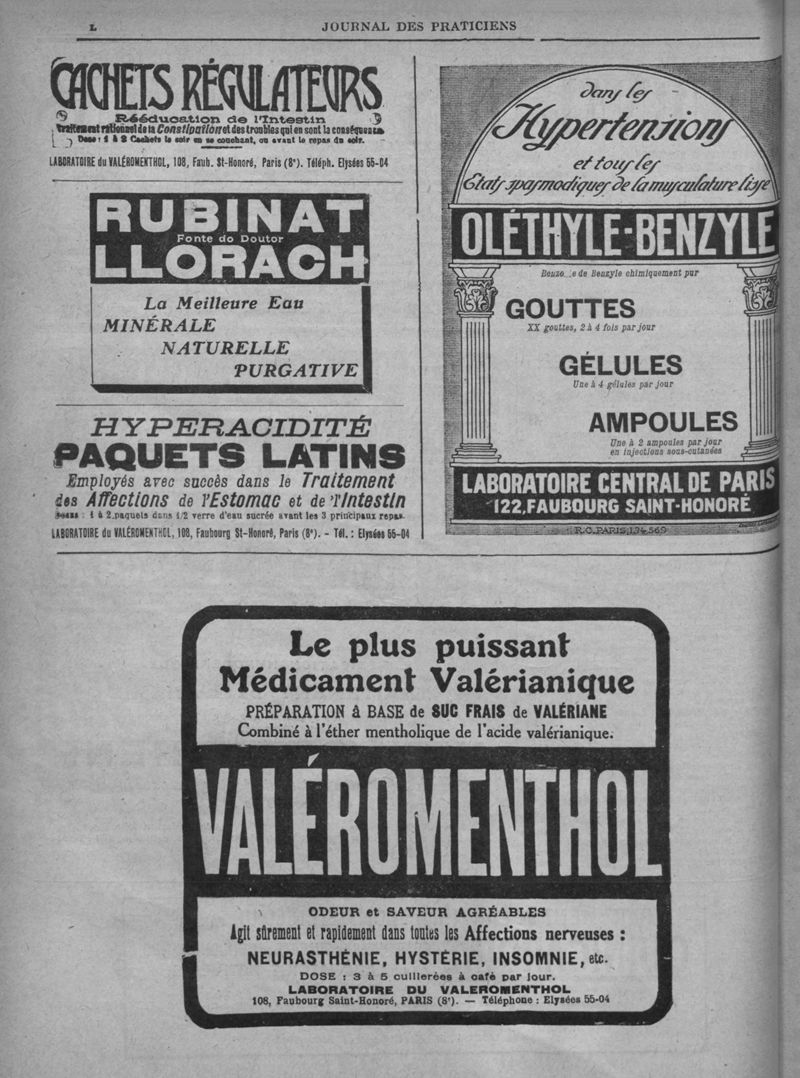 L
JOURNAL DES PRATICIENS
CACHETS RÉGULATEURS
Rééducation de l'Intestin
Traitement rationnel de la Constipation et des troubles qui en sont la conséquence
Dose : 1 à 3 Cachets le soir en se couchant, ou avant le repas du soir.
LABORATOIRE du VALÉROMENTHOL, 108, Faub. St-Honoré, Paris (8e). Téléph. Elysées 55-04
RUBINAT
Fonte do Doutor
LLORACH
La Meilleure Eau
MINÉRALE
NATURELLE
PURGATIVE
HYPERACIDITÉ
PAQUETS LATINS
Employés avec succès dans le Traitement
des Affections de l'Estomac et de l'Intestin
DOSES : 1 à 2 paquets dans 1/2 verre d'eau sucrée avant les 3 principaux repas.
LABORATOIRE du VALÉROMENTHOL, 108, Faubourg St-Honoré, Paris (8e). - Tél. : Elysées 55-04
dans les
Hypertensions
et tous les
États spasmodiques de la musculature lisse
OLÉTHYLE-BENZYLE
de Benzyle chimiquement pur
GOUTTES
XX gouttes, 2 à 4 fois par jour
GÉLULES
Une à 4 gélules par jour
AMPOULES
Une à 2 ampoules par jour
en injections sous-cutanées
LABORATOIRE CENTRAL DE PARIS
122, FAUBOURG SAINT-HONORÉ
R.C. PARIS
Le plus puissant
Médicament Valérianique
PRÉPARATION à BASE de SUC FRAIS de VALÉRIANE
Combiné à l'éther mentholique de l'acide valérianique.
VALÉROMENTHOL
ODEUR et SAVEUR AGRÉABLES
Agit sûrement et rapidement dans toutes les Affections nerveuses :
NEURASTHÉNIE, HYSTÉRIE, INSOMNIE, etc.
DOSE : 3 à 5 cuillerées à café par jour.
LABORATOIRE DU VALEROMENTHOL
108, Faubourg Saint-Honoré, PARIS (8e). — Téléphone : Elysées 55-04